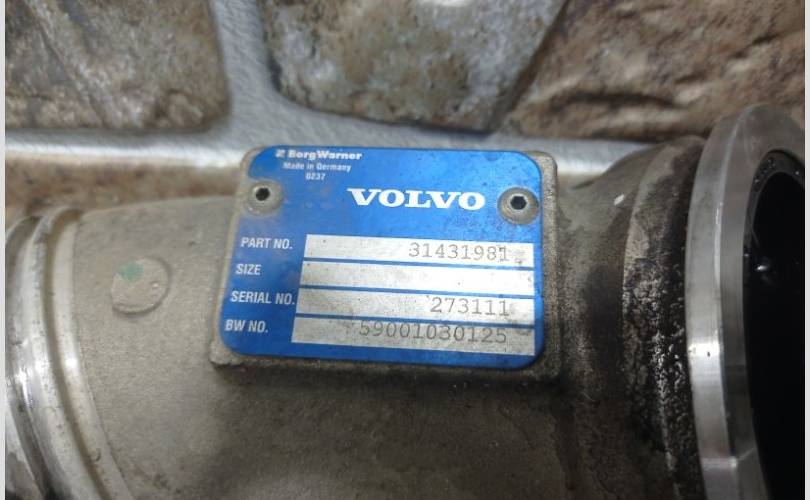 BorgWarner
Made in Germany
0237
VOLVO
PART NO. 31431981
SIZE
SERIAL NO. 273111
BW NO. 59001030125